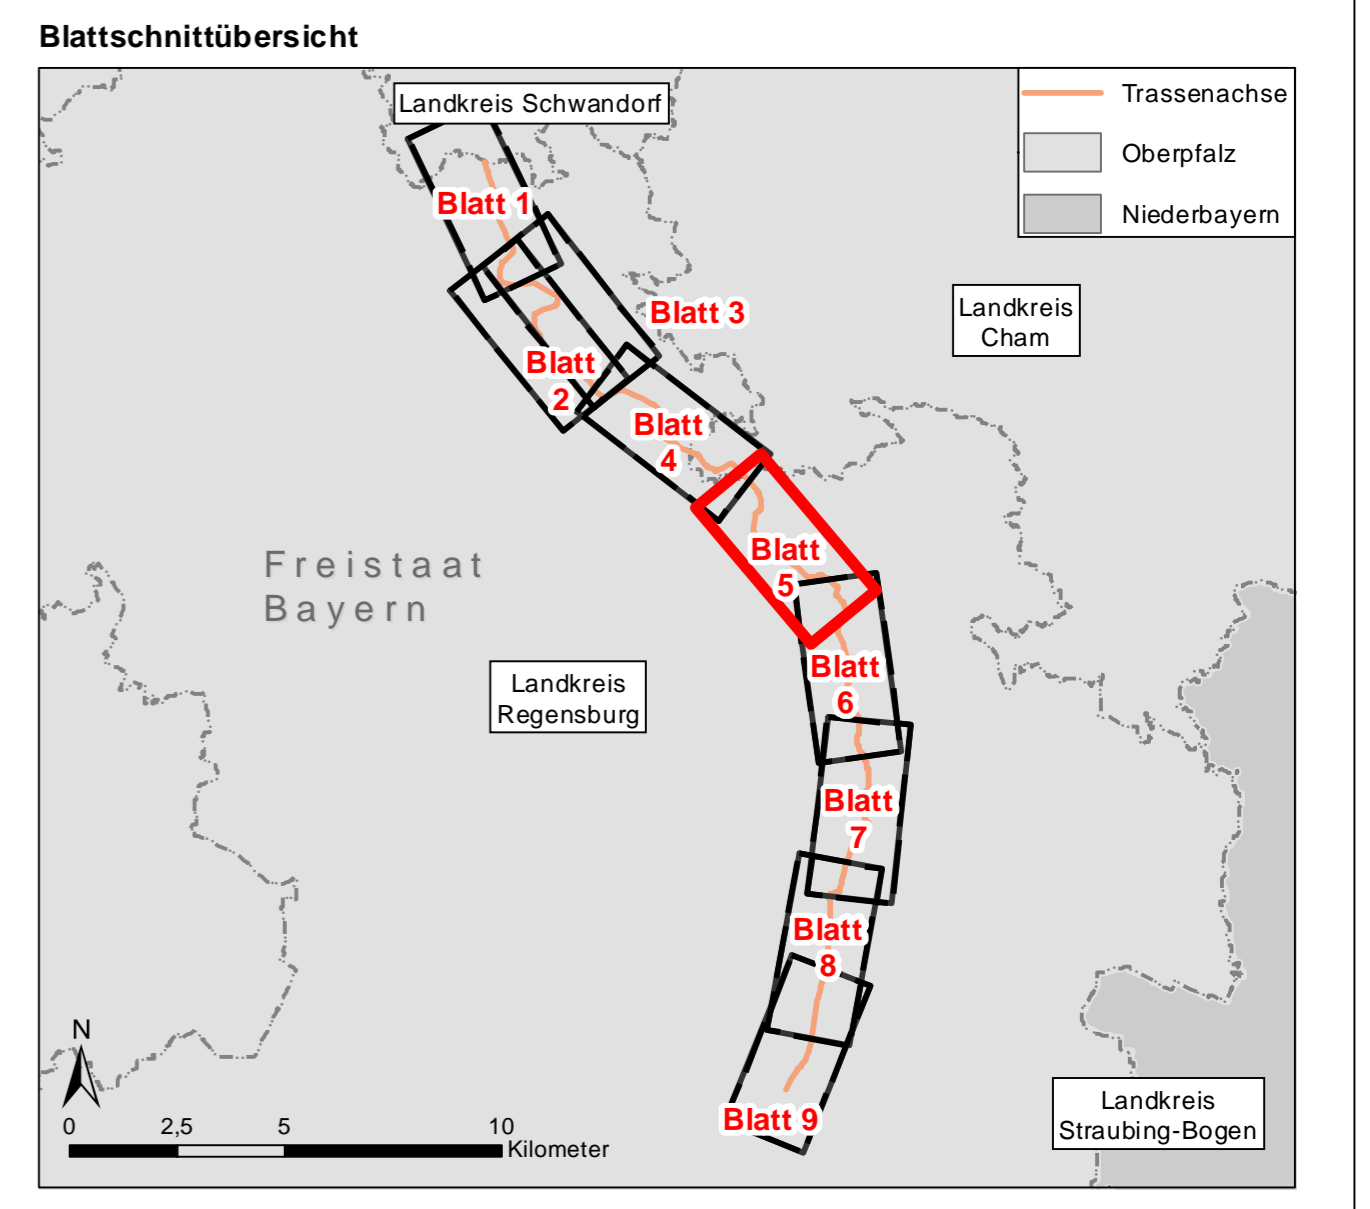 Blattschnittübersicht
Landkreis Schwandorf
Trassenachse
Oberpfalz
Niederbayern
Blatt 1
Landkreis
Cham
Blatt 3
Blatt
2
Blatt
4
Blatt
5
Freistaat
Bayern
Landkreis
Regensburg
Blatt
6
Blatt
7
Blatt
8
Blatt 9
N
0 2,5 5 10
Kilometer
Landkreis
Straubing-Bogen